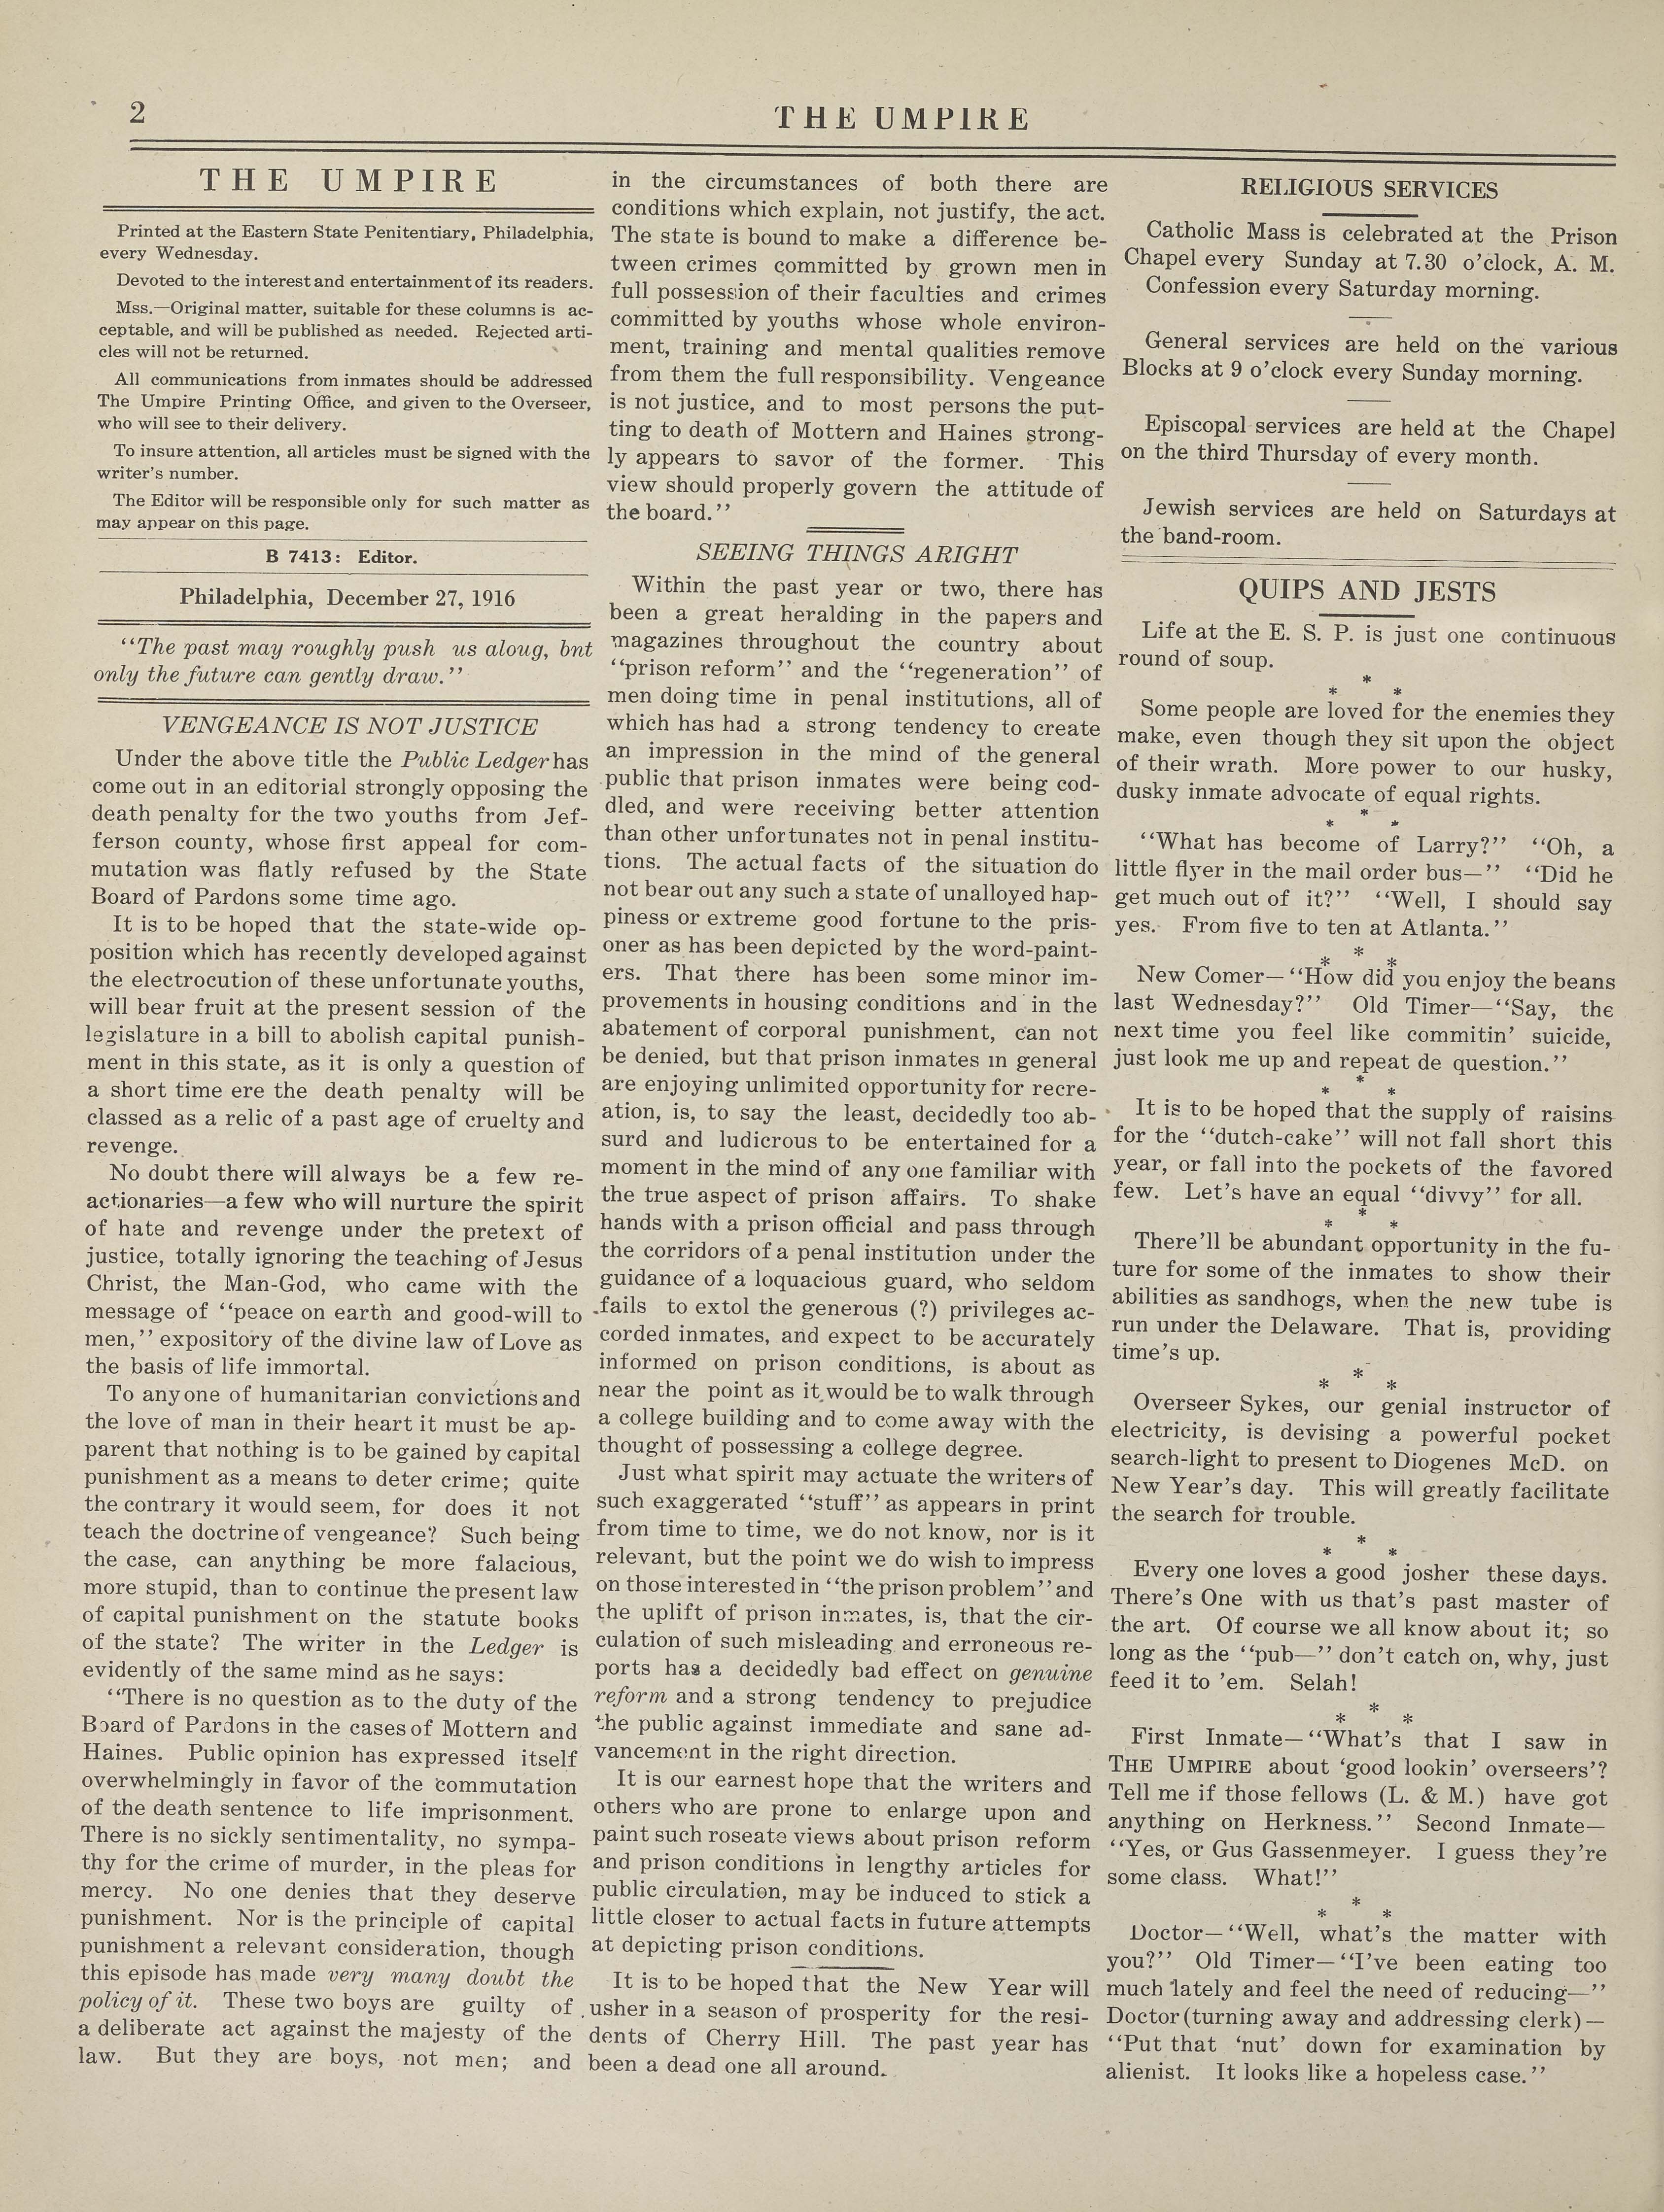 2
THE UMPIRE
THE UMPIRE
Printed at the Eastern State Penitentiary, Philadelphia,
every Wednesday.
Devoted to the interest and entertainment of its readers.
Mss.—Original matter, suitable for these columns is ac-
ceptable, and will be published as needed. Rejected arti-
cles will not be returned.
All communications from inmates should be addressed
The Umpire Printing Office, and given to the Overseer,
who will see to their delivery.
To insure attention, all articles must be signed with the
writer's number.
The Editor will be responsible only for such matter as
may appear on this page.
B 7413: Editor.
Philadelphia, December 27, 1916
"The past may roughly push us aloug, bnt
only the future can gently draw."
VENGEANCE IS NOT JUSTICE
Under the above title the Public Ledger has
come out in an editorial strongly opposing the
death penalty for the two youths from Jef-
ferson county, whose first appeal for com-
mutation was flatly refused by the State
Board of Pardons some time ago.
It is to be hoped that the state-wide op-
position which has recently developed against
the electrocution of these unfortunate youths,
will bear fruit at the present session of the
legislature in a bill to abolish capital punish-
ment in this state, as it is only a question of
a short time ere the death penalty will be
classed as a relic of a past age of cruelty and
revenge.
No doubt there will always be a few re-
actionaries—a few who will nurture the spirit
of hate and revenge under the pretext of
justice, totally ignoring the teaching of Jesus
Christ, the Man-God, who came with the
message of "peace on earth and good-will to
men," expository of the divine law of Love as
the basis of life immortal.
To anyone of humanitarian convictions and
the love of man in their heart it must be ap-
parent that nothing is to be gained by capital
punishment as a means to deter crime; quite
the contrary it would seem, for does it not
teach the doctrine of vengeance? Such being
the case, can anything be more falacious,
more stupid, than to continue the present law
of capital punishment on the statute books
of the state? The writer in the Ledger is
evidently of the same mind as he says:
"There is no question as to the duty of the
Board of Pardons in the cases of Mottern and
Haines. Public opinion has expressed itself
overwhelmingly in favor of the commutation
of the death sentence to life imprisonment.
There is no sickly sentimentality, no sympa-
thy for the crime of murder, in the pleas for
mercy. No one denies that they deserve
punishment. Nor is the principle of capital
punishment a relevant consideration, though
this episode has made very many doubt the
policy of it. These two boys are guilty of
a deliberate act against the majesty of the
law. But they are boys, not men; and
in the circumstances of both there are
conditions which explain, not justify, the act.
The state is bound to make a difference be-
tween crimes committed by grown men in
full possession of their faculties and crimes
committed by youths whose whole environ-
ment, training and mental qualities remove
from them the full responsibility. Vengeance
is not justice, and to most persons the put-
ting to death of Mottern and Haines strong-
ly appears to savor of the former. This
view should properly govern the attitude of
the board."
SEEING THINGS ARIGHT
Within the past year or two, there has
been a great heralding in the papers and
magazines throughout the country about
"prison reform" and the "regeneration" of
men doing time in penal institutions, all of
which has had a strong tendency to create
an impression in the mind of the general
public that prison inmates were being cod-
dled, and were receiving better attention
than other unfortunates not in penal institu-
tions. The actual facts of the situation do
not bear out any such a state of unalloyed hap-
piness or extreme good fortune to the pris-
oner as has been depicted by the word-paint-
ers. That there has been some minor im-
provements in housing conditions and in the
abatement of corporal punishment, can not
be denied, but that prison inmates in general
are enjoying unlimited opportunity for recre-
ation, is, to say the least, decidedly too ab-
surd and ludicrous to be entertained for a
moment in the mind of any one familiar with
the true aspect of prison affairs. To shake
hands with a prison official and pass through
the corridors of a penal institution under the
guidance of a loquacious guard, who seldom
fails to extol the generous (?) privileges ac-
corded inmates, and expect to be accurately
informed on prison conditions, is about as
near the point as it would be to walk through
a college building and to come away with the
thought of possessing a college degree.
Just what spirit may actuate the writers of
such exaggerated "stuff" as appears in print
from time to time, we do not know, nor is it
relevant, but the point we do wish to impress
on those interested in "the prison problem" and
the uplift of prison inmates, is, that the cir-
culation of such misleading and erroneous re-
ports has a decidedly bad effect on genuine
reform and a strong tendency to prejudice
the public against immediate and sane ad-
vancement in the right direction.
It is our earnest hope that the writers and
others who are prone to enlarge upon and
paint such roseate views about prison reform
and prison conditions in lengthy articles for
public circulation, may be induced to stick a
little closer to actual facts in future attempts
at depicting prison conditions.
It is to be hoped that the New Year will
usher in a season of prosperity for the resi-
dents of Cherry Hill. The past year has
been a dead one all around.
RELIGIOUS SERVICES
Catholic Mass is celebrated at the Prison
Chapel every Sunday at 7.30 o'clock, A. M.
Confession every Saturday morning.
General services are held on the various
Blocks at 9 o'clock every Sunday morning.
Episcopal services are held at the Chapel
on the third Thursday of every month.
Jewish services are held on Saturdays at
the band-room.
QUIPS AND JESTS
Life at the E. S. P. is just one continuous
round of soup.
* * *
Some people are loved for the enemies they
make, even though they sit upon the object
of their wrath. More power to our husky,
dusky inmate advocate of equal rights.
* * *
"What has become of Larry?" "Oh, a
little flyer in the mail order bus—" "Did he
get much out of it?" "Well, I should say
yes. From five to ten at Atlanta."
* * *
New Comer—"How did you enjoy the beans
last Wednesday?" Old Timer—"Say, the
next time you feel like commitin' suicide,
just look me up and repeat de question."
* * *
It is to be hoped that the supply of raisins
for the "dutch-cake" will not fall short this
year, or fall into the pockets of the favored
few. Let's have an equal "divvy" for all.
* * *
There'll be abundant opportunity in the fu-
ture for some of the inmates to show their
abilities as sandhogs, when the new tube is
run under the Delaware. That is, providing
time's up.
* * *
Overseer Sykes, our genial instructor of
electricity, is devising a powerful pocket
search-light to present to Diogenes McD. on
New Year's day. This will greatly facilitate
the search for trouble.
* * *
Every one loves a good josher these days.
There's One with us that's past master of
the art. Of course we all know about it; so
long as the "pub—" don't catch on, why, just
feed it to 'em. Selah!
* * *
First Inmate—"What's that I saw in
THE UMPIRE about 'good lookin' overseers'?
Tell me if those fellows (L. & M.) have got
anything on Herkness." Second Inmate—
"Yes, or Gus Gassenmeyer. I guess they're
some class. What!"
* * *
Doctor—"Well, what's the matter with
you?" Old Timer—"I've been eating too
much lately and feel the need of reducing—"
Doctor (turning away and addressing clerk)—
"Put that 'nut' down for examination by
alienist. It looks like a hopeless case."